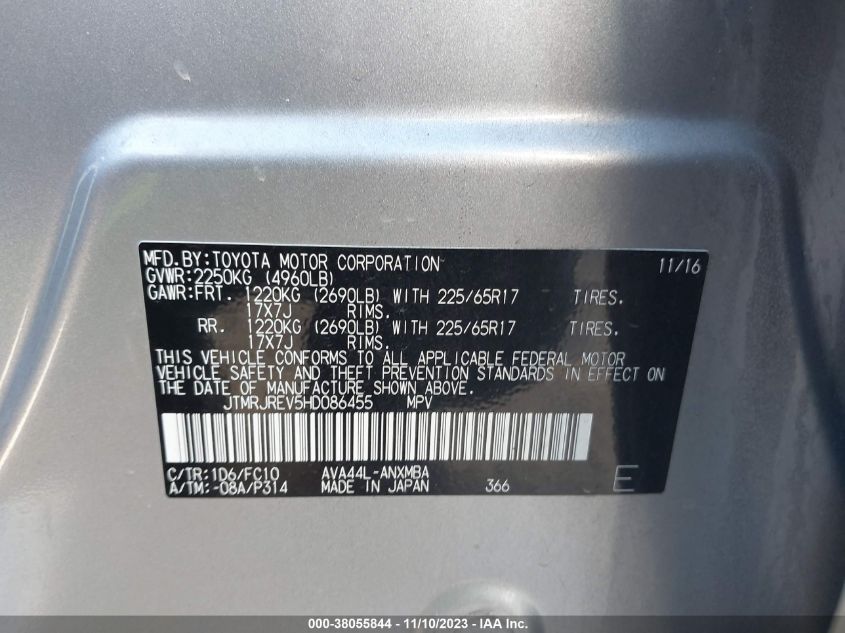 MFD.BY:TOYOTA MOTOR CORPORATION 11/16
GVWR:2250KG (4960LB)
GAWR:FRT. 1220KG (2690LB) WITH 225/65R17 TIRES.
17X7J RIMS.
RR. 1220KG (2690LB) WITH 225/65R17 TIRES.
17X7J RIMS.
THIS VEHICLE CONFORMS TO ALL APPLICABLE FEDERAL MOTOR
VEHICLE SAFETY AND THEFT PREVENTION STANDARDS IN EFFECT ON
THE DATE OF MANUFACTURE SHOWN ABOVE.
JTMRJREV5HD086455 MPV
C/TR:1D6/FC10 AVA44L-ANXMBA
A/TM:-08A/P314 MADE IN JAPAN 366 E
000-38055844 - 11/10/2023 - IAA Inc.